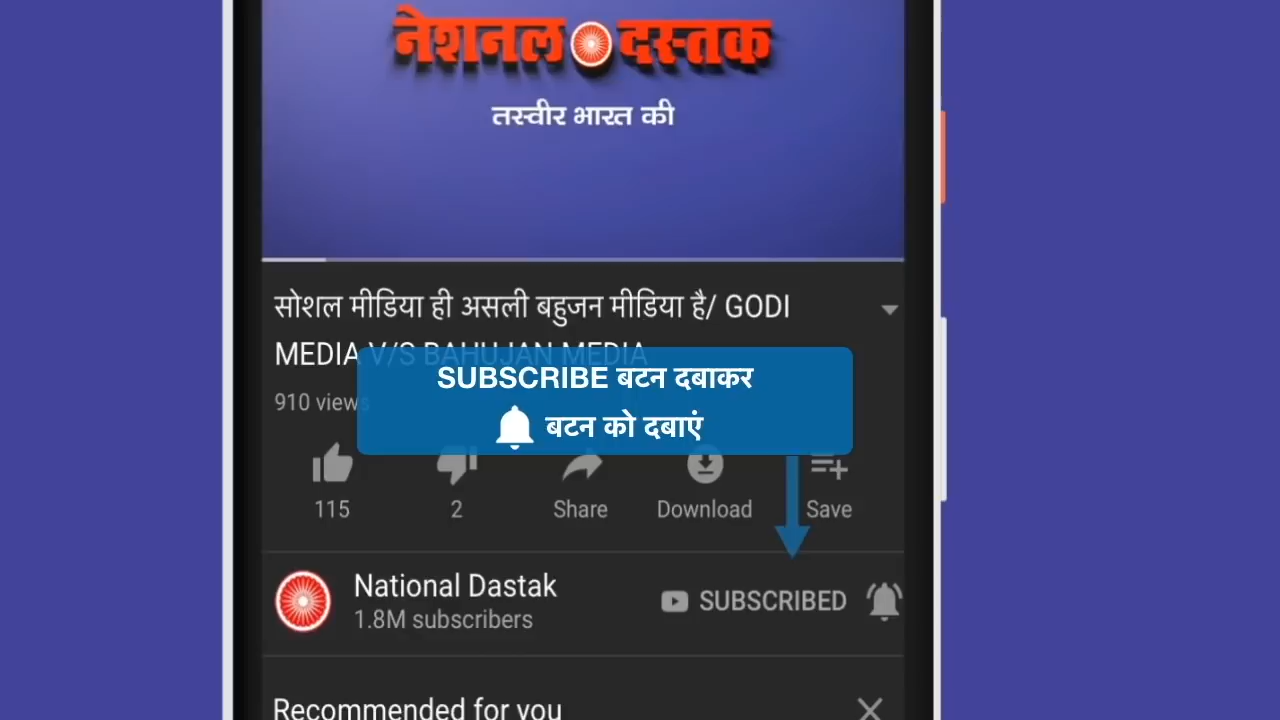 नेशनल दस्तक
तस्वीर भारत की
सोशल मीडिया ही असली बहुजन मीडिया है/ GODI
MEDIA V/S BAHUJAN MEDIA
910 views
SUBSCRIBE बटन दबाकर
बटन को दबाएं
115
2
Share
Download
Save
National Dastak
1.8M subscribers
SUBSCRIBED
Recommended for you